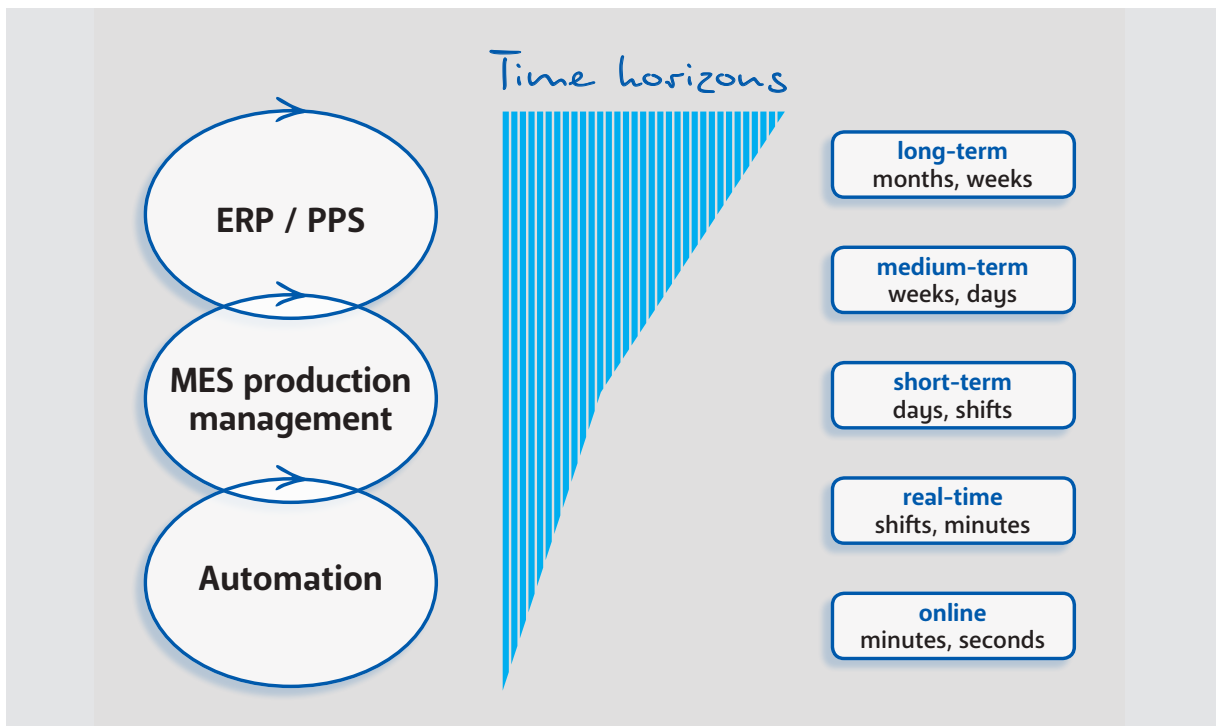 Time horizons
ERP / PPS
MES production
management
Automation
long-term
months, weeks
medium-term
weeks, days
short-term
days, shifts
real-time
shifts, minutes
online
minutes, seconds